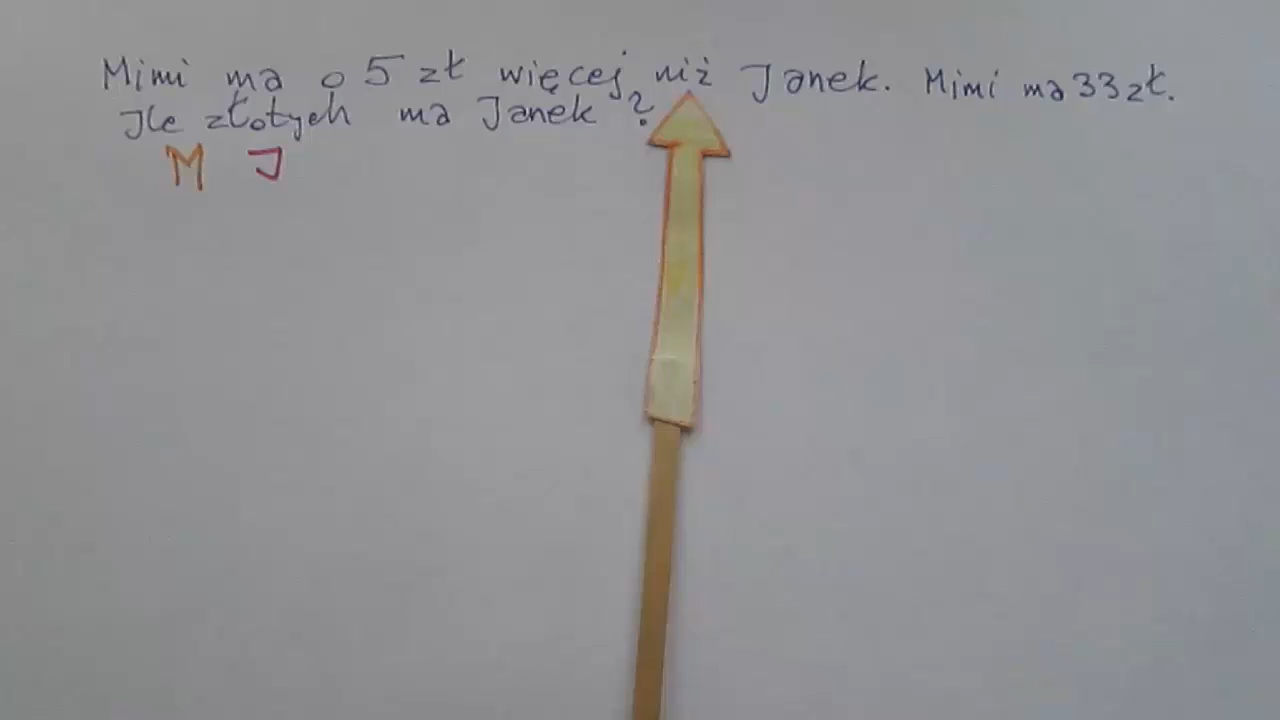 Mimi ma o 5 zł więcej niż Janek. Mimi ma 33 zł.
Ile złotych ma Janek ?
M J